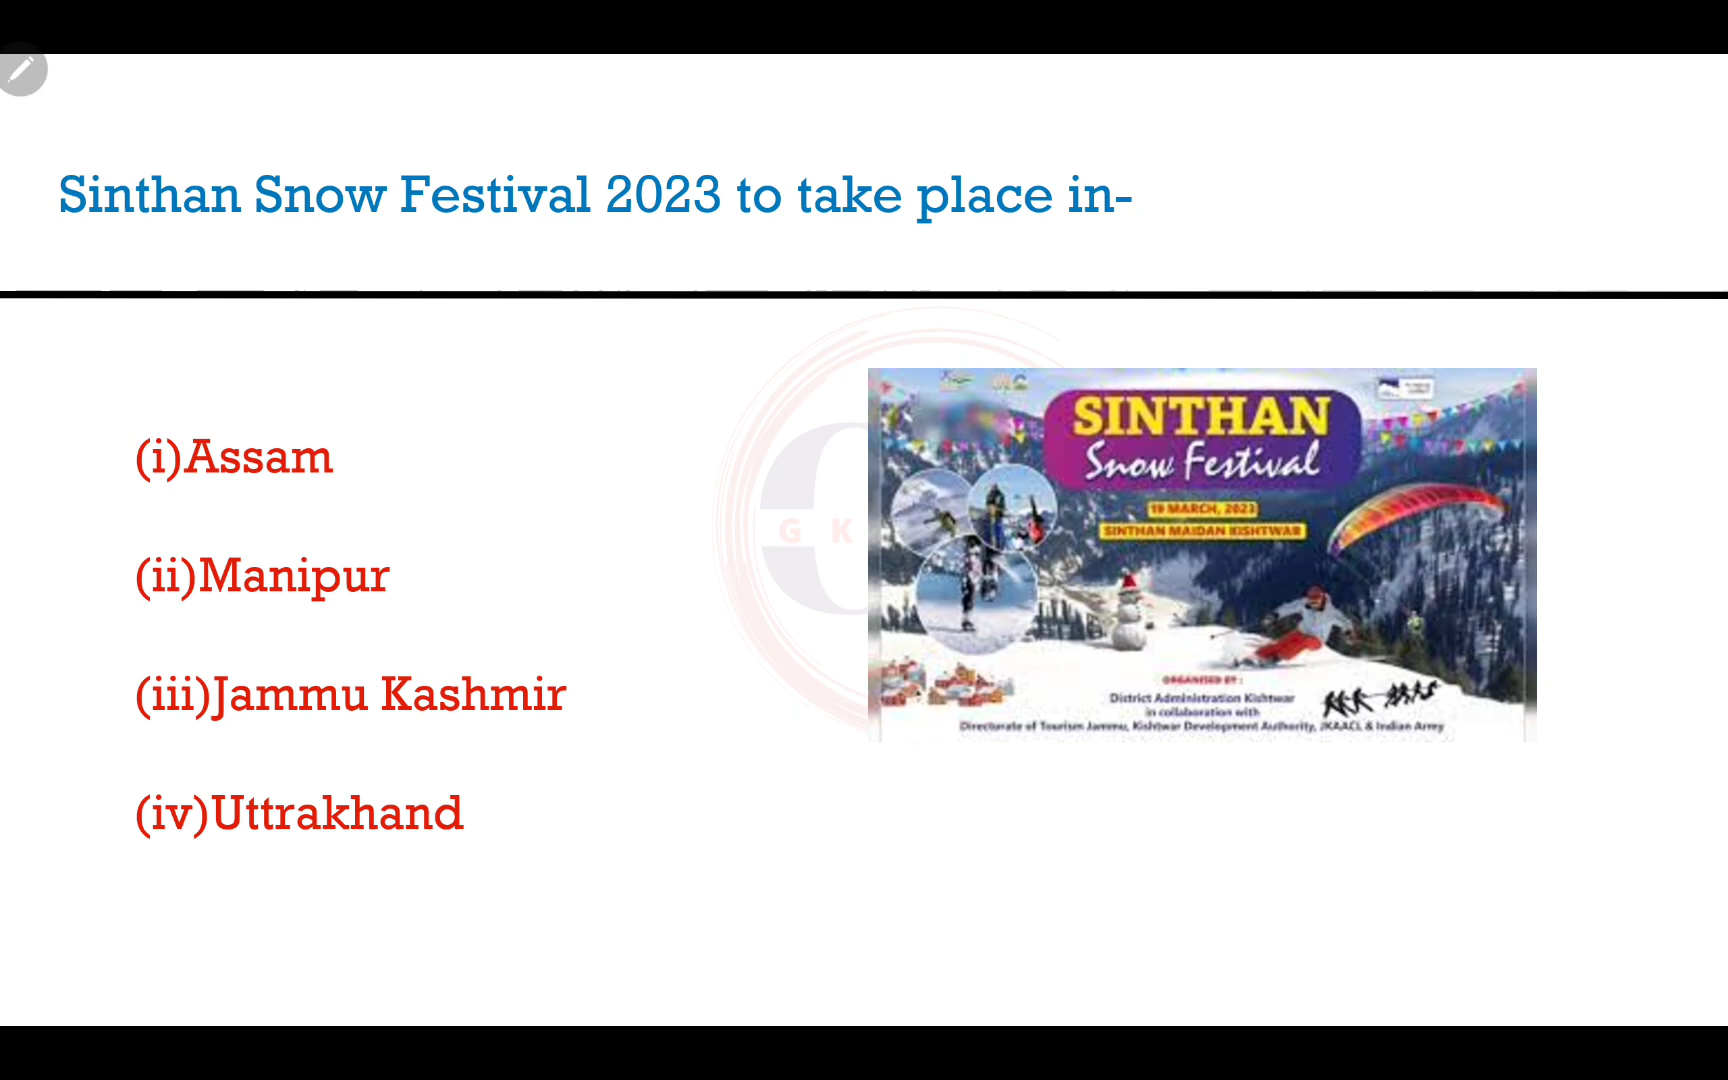 Sinthan Snow Festival 2023 to take place in-
(i)Assam
(ii)Manipur
(iii)Jammu Kashmir
(iv)Uttrakhand
G K
SINTHAN
Snow Festival
19 MARCH, 2023
SINTHAN MAIDAN KISHTWAR
ORGANISED BY :
District Administration Kishtwar
in collaboration with
Directorate of Tourism Jammu, Kishtwar Development Authority, JKAACL & Indian Army